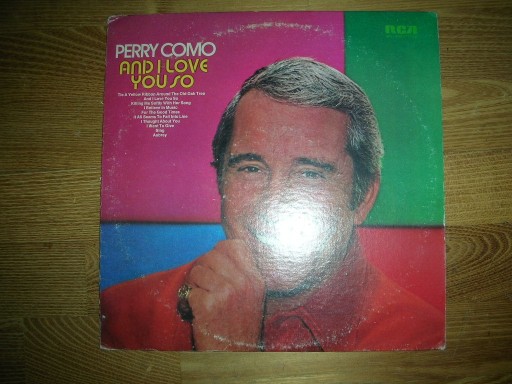 PERRY COMO
AND I LOVE
YOU SO
RCA
Tie A Yellow Ribbon Around The Ole Oak Tree
And I Love You So
Killing Me Softly With Her Song
I Believe in Music
For The Good Times
It All Seems To Fall Into Line
I Thought About You
I Want To Give
Sing
Aubrey